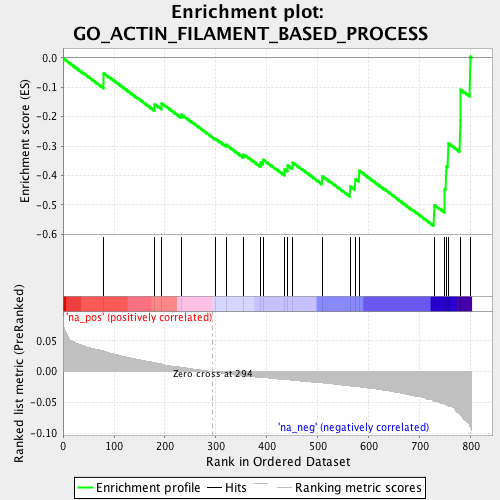 Enrichment plot:
GO_ACTIN_FILAMENT_BASED_PROCESS
Enrichment score (ES)
0.0
-0.1
-0.2
-0.3
-0.4
-0.5
-0.6
'na_pos' (positively correlated)
Ranked list metric (PreRanked)
0.05
0.00
-0.05
-0.10
Zero cross at 294
'na_neg' (negatively correlated)
0 100 200 300 400 500 600 700 800
Rank in Ordered Dataset
Enrichment profile Hits Ranking metric scores